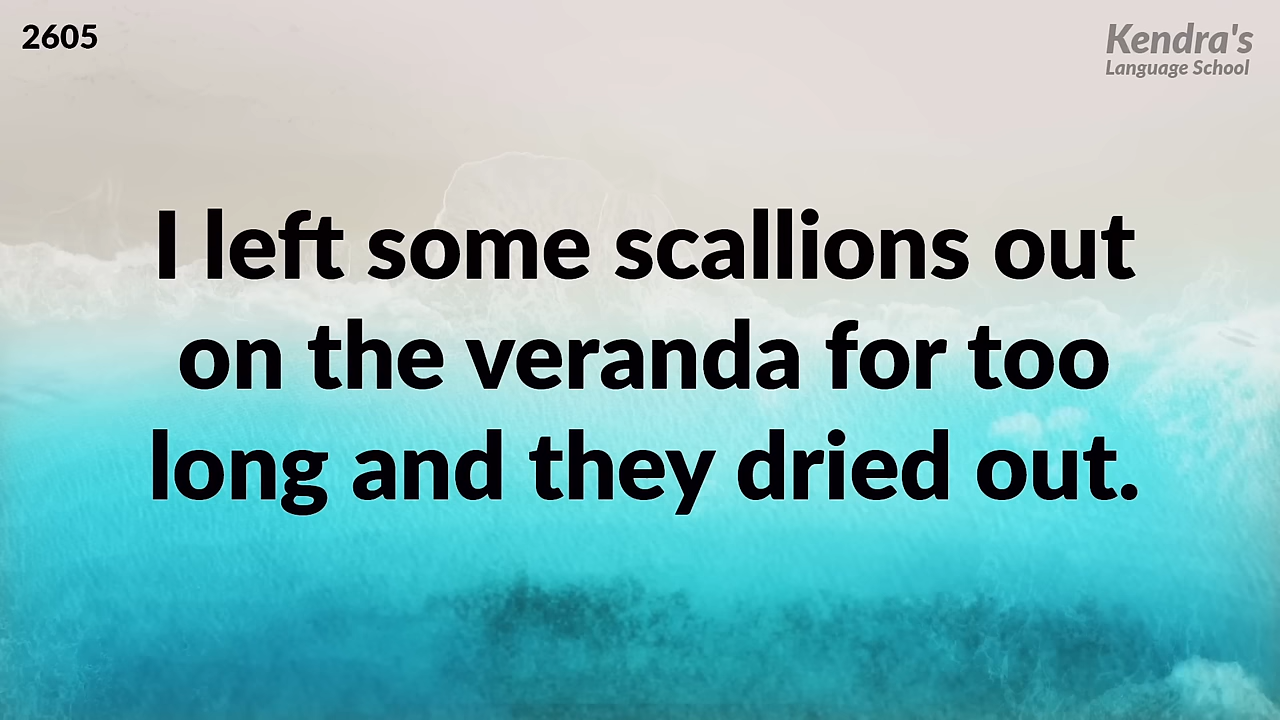 2605
Kendra's
Language School
I left some scallions out
on the veranda for too
long and they dried out.